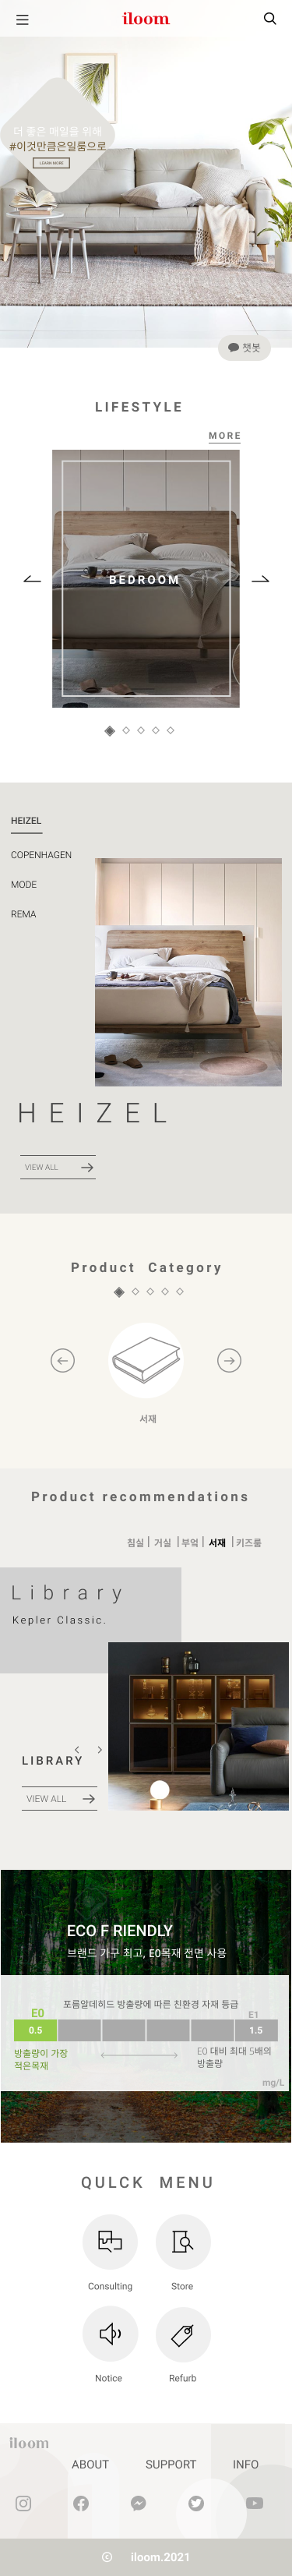 iloom
더 좋은 매일을 위해
#이것만큼은일룸으로
LEARN MORE
챗봇
LIFESTYLE
MORE
BEDROOM
HEIZEL
COPENHAGEN
MODE
REMA
HEIZEL
VIEW ALL
Product Category
서재
Product recommendations
침실 | 거실 | 부엌 | 서재 | 키즈룸
Library
Kepler Classic.
LIBRARY
VIEW ALL
ECO F RIENDLY
브랜드 가구 최고, E0목재 전면 사용
포름알데히드 방출량에 따른 친환경 자재 등급
E0
E1
0.5
1.5
방출량이 가장
적은목재
E0 대비 최대 5배의
방출량
mg/L
QULCK MENU
Consulting
Store
Notice
Refurb
iloom
ABOUT
SUPPORT
INFO
© iloom.2021